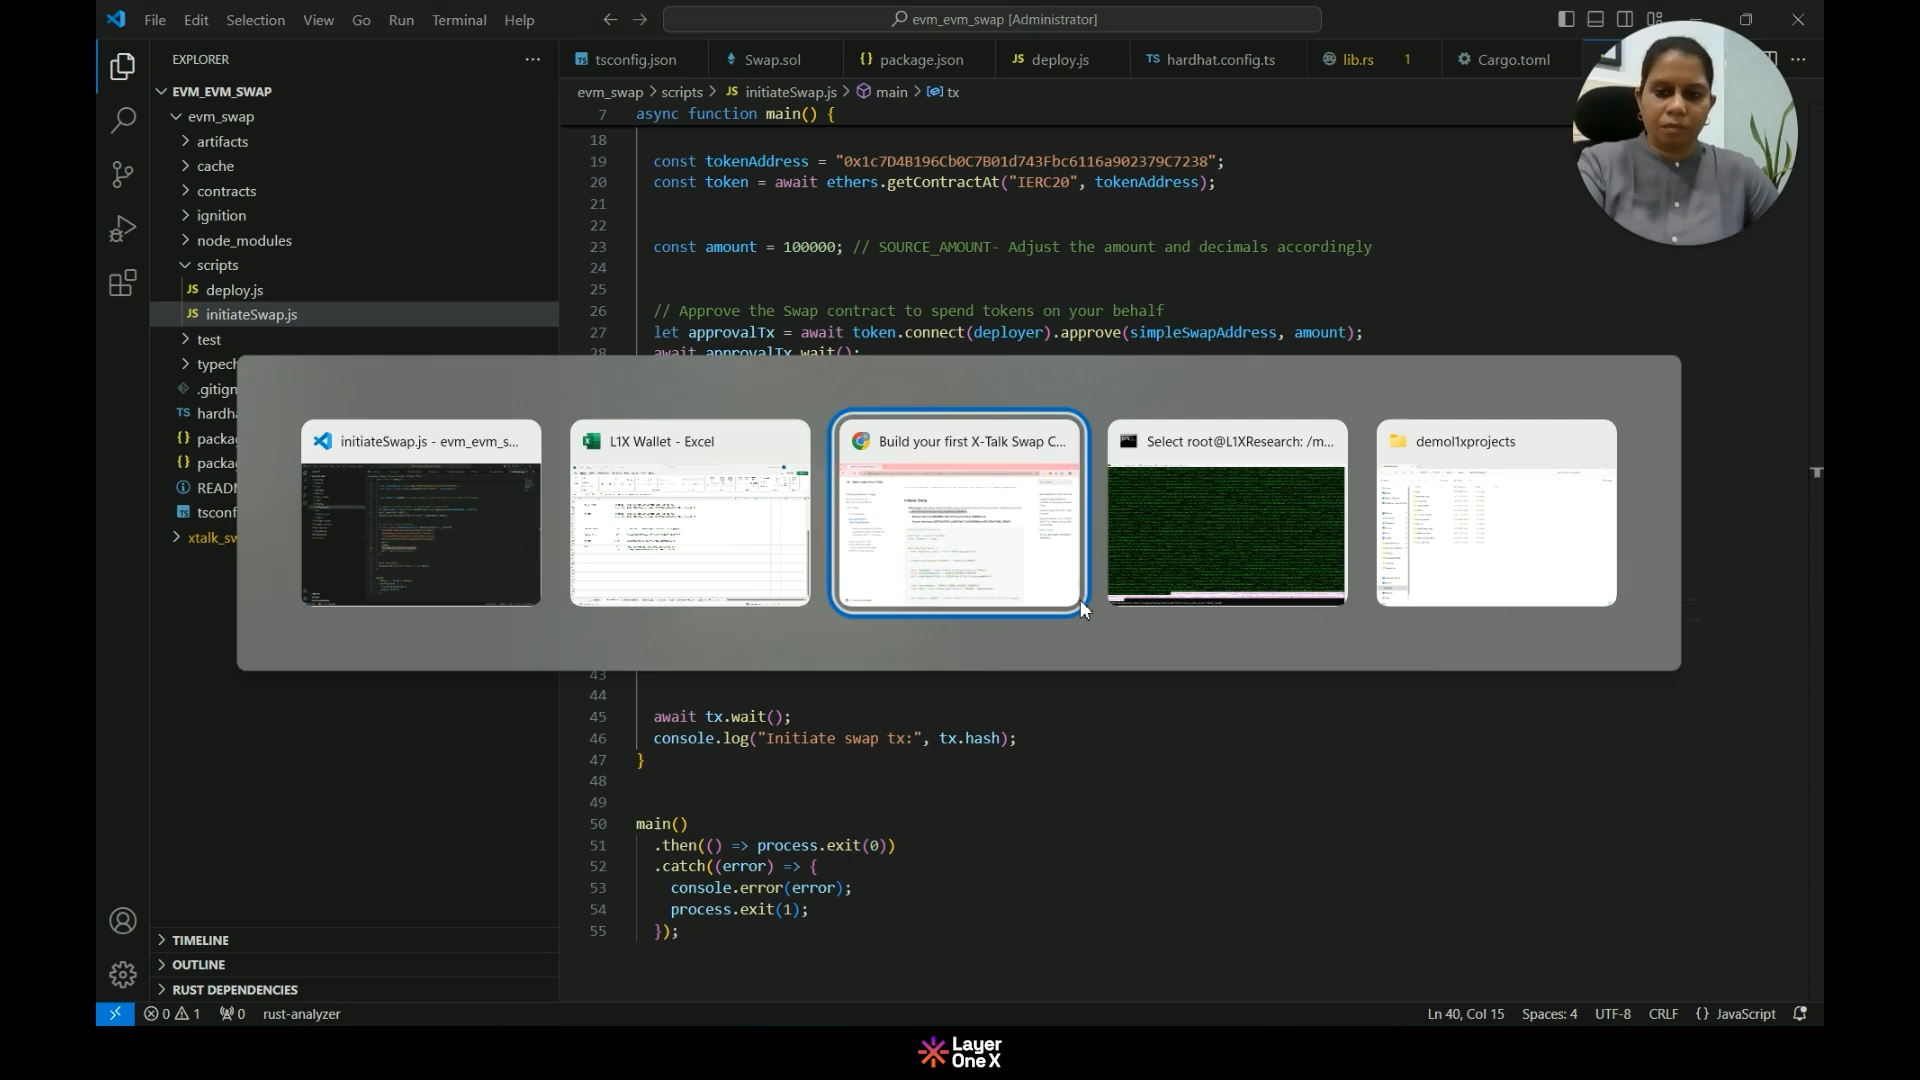 File Edit Selection View Go Run Terminal Help
evm_evm_swap [Administrator]
EXPLORER
tsconfig.json
Swap.sol
{} package.json
JS deploy.js
TS hardhat.config.ts
lib.rs 1
Cargo.toml
EVM_EVM_SWAP
evm_swap > scripts > JS initiateSwap.js > main > tx
evm_swap
artifacts
cache
contracts
ignition
node_modules
scripts
JS deploy.js
JS initiateSwap.js
test
typech
.gitign
TS hardha
{} packa
{} packa
READ
TS tsconf
xtalk_sw
7 async function main() {
18
19 const tokenAddress = "0x1c7D4B196Cb0C7B01d743Fbc6116a902379C7238";
20 const token = await ethers.getContractAt("IERC20", tokenAddress);
21
22
23 const amount = 100000; // SOURCE_AMOUNT- Adjust the amount and decimals accordingly
24
25
26 // Approve the Swap contract to spend tokens on your behalf
27 let approvalTx = await token.connect(deployer).approve(simpleSwapAddress, amount);
28 await approvalTx.wait();
initiateSwap.js - evm_evm_s...
L1X Wallet - Excel
Build your first X-Talk Swap C...
Select root@L1XResearch: /m...
demol1xprojects
43
44
45 await tx.wait();
46 console.log("Initiate swap tx:", tx.hash);
47 }
48
49
50 main()
51 .then(() => process.exit(0))
52 .catch((error) => {
53 console.error(error);
54 process.exit(1);
55 });
TIMELINE
OUTLINE
RUST DEPENDENCIES
0 1 0 rust-analyzer
Ln 40, Col 15 Spaces: 4 UTF-8 CRLF {} JavaScript
Layer
One X